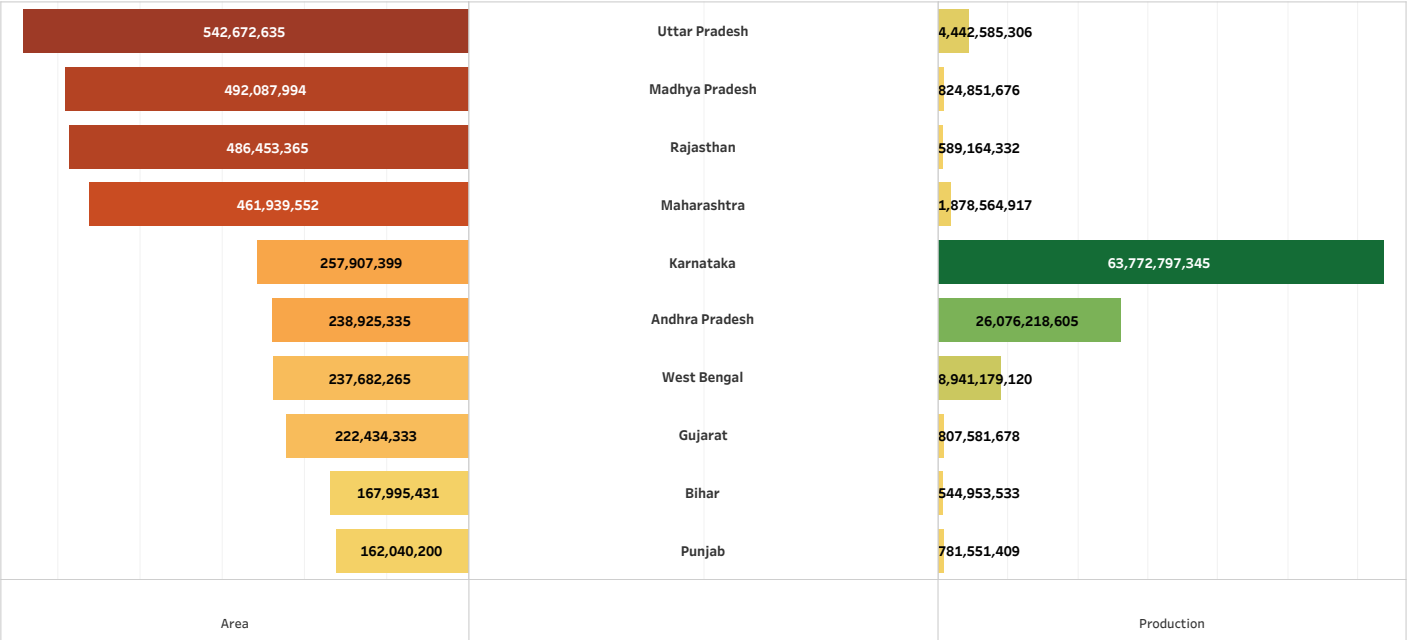 542,672,635 Uttar Pradesh 4,442,585,306
492,087,994 Madhya Pradesh 824,851,676
486,453,365 Rajasthan 589,164,332
461,939,552 Maharashtra 1,878,564,917
257,907,399 Karnataka 63,772,797,345
238,925,335 Andhra Pradesh 26,076,218,605
237,682,265 West Bengal 8,941,179,120
222,434,333 Gujarat 807,581,678
167,995,431 Bihar 544,953,533
162,040,200 Punjab 781,551,409
Area Production